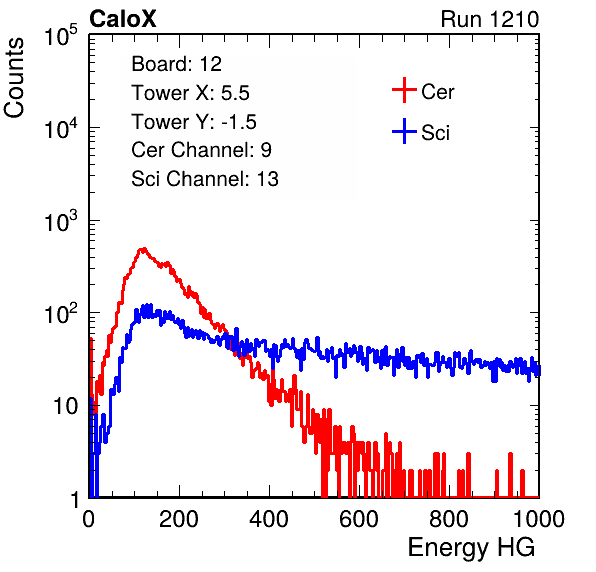 CaloX Run 1210
Counts
10^5
10^4
10^3
10^2
10
1
Board: 12
Tower X: 5.5
Tower Y: -1.5
Cer Channel: 9
Sci Channel: 13
Cer
Sci
0 200 400 600 800 1000
Energy HG